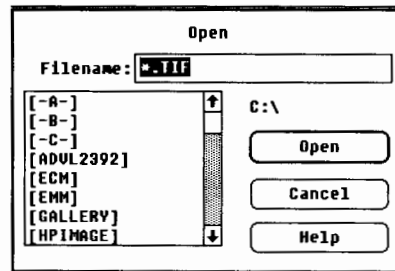 Open
Filename: *.TIF
[-A-]
[-B-]
[-C-]
[ADVL2392]
[ECM]
[EMM]
[GALLERY]
[HPIMAGE]
C:\
Open
Cancel
Help